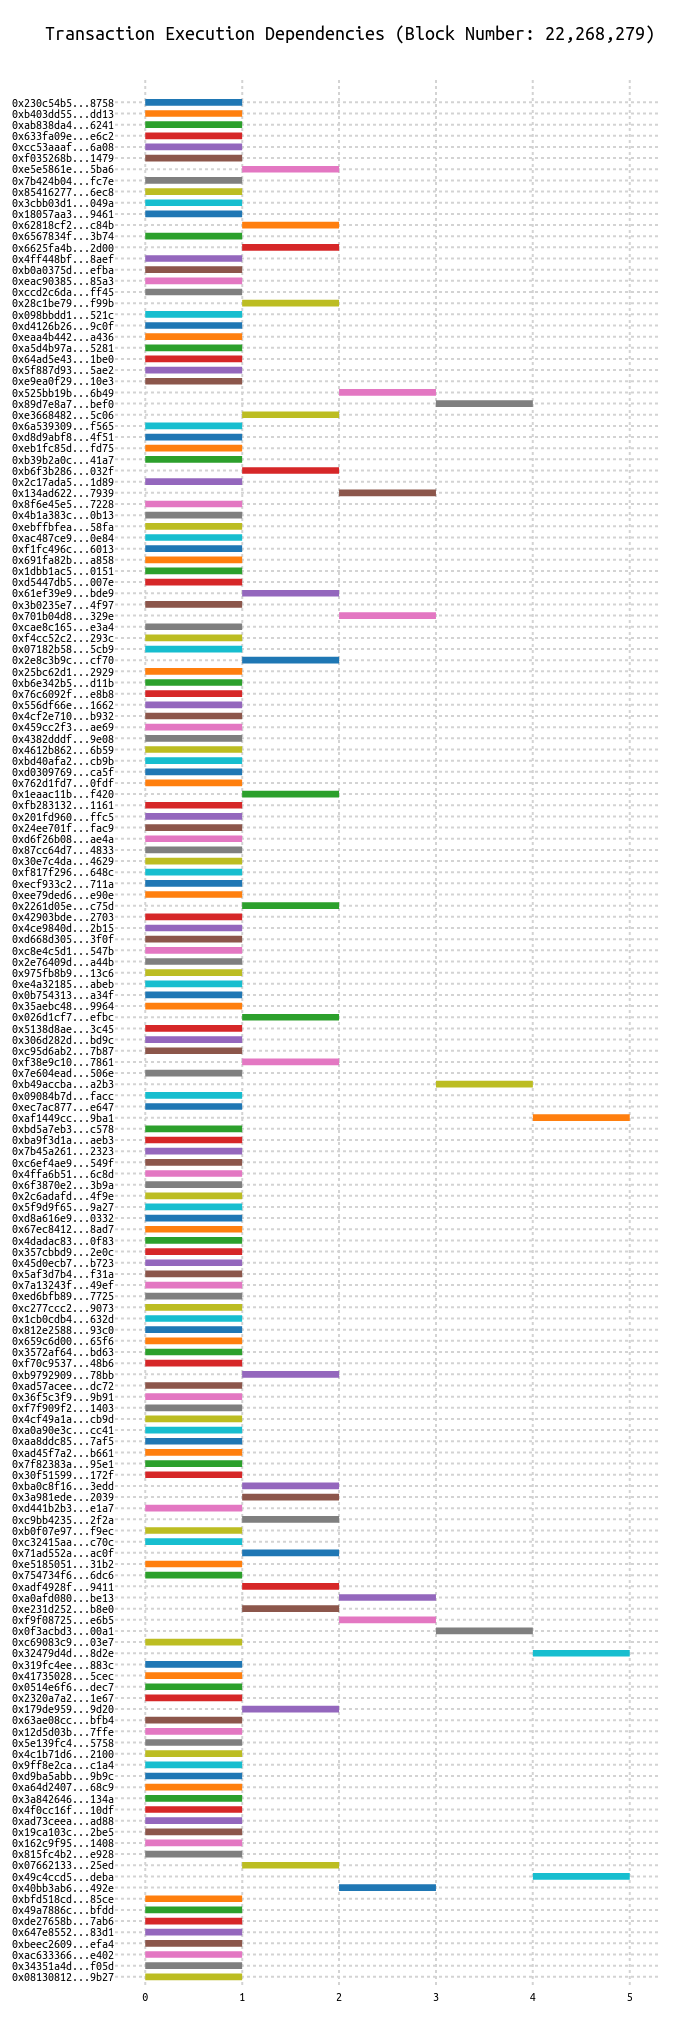 Transaction Execution Dependencies (Block Number: 22,268,279)
0x230c54b5...8758
0xb403dd55...dd13
0xab838da4...6241
0x633fa09e...e6c2
0xcc53aaaf...6a08
0xf035268b...1479
0xe5e5861e...5ba6
0x7b424b04...fc7e
0x85416277...6ec8
0x3cbb03d1...049a
0x18057aa3...9461
0x62818cf2...c84b
0x6567834f...3b74
0x6625fa4b...2d00
0x4ff448bf...8aef
0xb0a0375d...efba
0xeac90385...85a3
0xccd2c6da...ff45
0x28c1be79...f99b
0x098bbdd1...521c
0xd4126b26...9c0f
0xeaa4b442...a436
0xa5d4b97a...5281
0x64ad5e43...1be0
0x5f887d93...5ae2
0xe9ea0f29...10e3
0x525bb19b...6b49
0x89d7e8a7...bef0
0xe3668482...5c06
0x6a539309...f565
0xd8d9abf8...4f51
0xeb1fc85d...fd75
0xb39b2a0c...41a7
0xb6f3b286...032f
0x2c17ada5...1d89
0x134ad622...7939
0x8f6e45e5...7228
0x4b1a383c...0b13
0xebffbfea...58fa
0xac487ce9...0e84
0xf1fc496c...6013
0x691fa82b...a858
0x1dbb1ac5...0151
0xd5447db5...007e
0x61ef39e9...bde9
0x3b0235e7...4f97
0x701b04d8...329e
0xcae8c165...e3a4
0xf4cc52c2...293c
0x07182b58...5cb9
0x2e8c3b9c...cf70
0x25bc62d1...2929
0xb6e342b5...d11b
0x76c6092f...e8b8
0x556df66e...1662
0x4cf2e710...b932
0x459cc2f3...ae69
0x4382dddf...9e08
0x4612b862...6b59
0xbd40afa2...cb9b
0xd0309769...ca5f
0x762d1fd7...0fdf
0x1eaac11b...f420
0xfb283132...1161
0x201fd960...ffc5
0x24ee701f...fac9
0xd6f26b08...ae4a
0x87cc64d7...4833
0x30e7c4da...4629
0xf817f296...648c
0xecf933c2...711a
0xee79ded6...e90e
0x2261d05e...c75d
0x42903bde...2703
0x4ce9840d...2b15
0xd668d305...3f0f
0xc8e4c5d1...547b
0x2e76409d...a44b
0x975fb8b9...13c6
0xe4a32185...abeb
0x0b754313...a34f
0x35aebc48...9964
0x026d1cf7...efbc
0x5138d8ae...3c45
0x306d282d...bd9c
0xc95d6ab2...7b87
0xf38e9c10...7861
0x7e604ead...506e
0xb49accba...a2b3
0x09084b7d...facc
0xec7ac877...e647
0xaf1449cc...9ba1
0xbd5a7eb3...c578
0xba9f3d1a...aeb3
0x7b45a261...2323
0xc6ef4ae9...549f
0x4ffa6b51...6c8d
0x6f3870e2...3b9a
0x2c6adafd...4f9e
0x5f9d9f65...9a27
0xd8a616e9...0332
0x67ec8412...8ad7
0x4dadac83...0f83
0x357cbbd9...2e0c
0x45d0ecb7...b723
0x5af3d7b4...f31a
0x7a13243f...49ef
0xed6bfb89...7725
0xc277ccc2...9073
0x1cb0cdb4...632d
0x812e2588...93c0
0x659c6d00...65f6
0x3572af64...bd63
0xf70c9537...48b6
0xb9792909...78bb
0xad57acee...dc72
0x36f5c3f9...9b91
0xf7f909f2...1403
0x4cf49a1a...cb9d
0xa0a90e3c...cc41
0xaa8ddc85...7af5
0xad45f7a2...b661
0x7f82383a...95e1
0x30f51599...172f
0xba0c8f16...3edd
0x3a981ede...2039
0xd441b2b3...e1a7
0xc9bb4235...2f2a
0xb0f07e97...f9ec
0xc32415aa...c70c
0x71ad552a...ac0f
0xe5185051...31b2
0x754734f6...6dc6
0xadf4928f...9411
0xa0afd080...be13
0xe231d252...b8e0
0xf9f08725...e6b5
0x0f3acbd3...00a1
0xc69083c9...03e7
0x32479d4d...8d2e
0x319fc4ee...883c
0x41735028...5cec
0x0514e6f6...dec7
0x2320a7a2...1e67
0x179de959...9d20
0x63ae08cc...bfb4
0x12d5d03b...7ffe
0x5e139fc4...5758
0x4c1b71d6...2100
0x9ff8e2ca...c1a4
0xd9ba5abb...9b9c
0xa64d2407...68c9
0x3a842646...134a
0x4f0cc16f...10df
0xad73ceea...ad88
0x19ca103c...2be5
0x162c9f95...1408
0x815fc4b2...e928
0x07662133...25ed
0x49c4ccd5...deba
0x40bb3ab6...492e
0xbfd518cd...85ce
0x49a7886c...bfdd
0xde27658b...7ab6
0x647e8552...83d1
0xbeec2609...efa4
0xac633366...e402
0x34351a4d...f05d
0x08130812...9b27
0 1 2 3 4 5